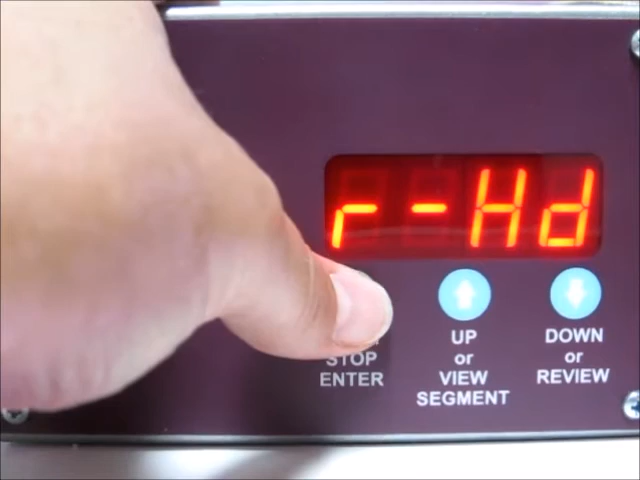 r-Hd
STOP
ENTER
UP
or
VIEW
SEGMENT
DOWN
or
REVIEW